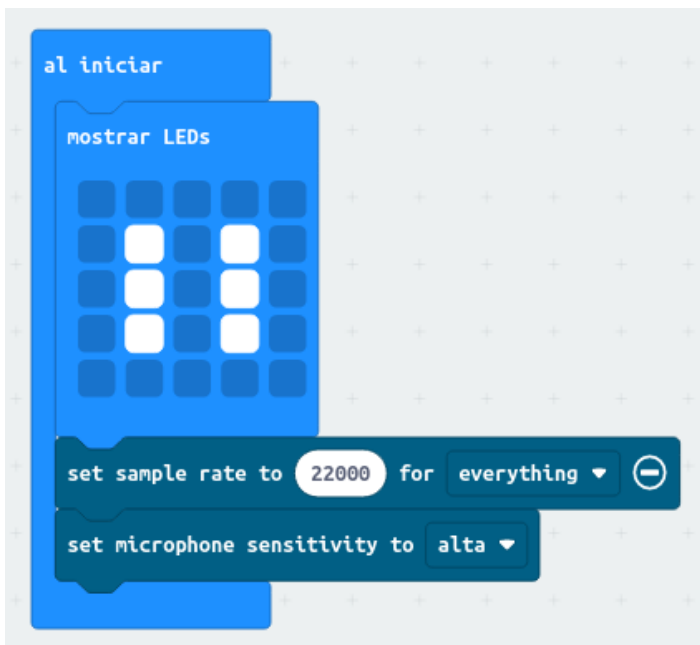 al iniciar
mostrar LEDs
set sample rate to 22000 for everything
set microphone sensitivity to alta